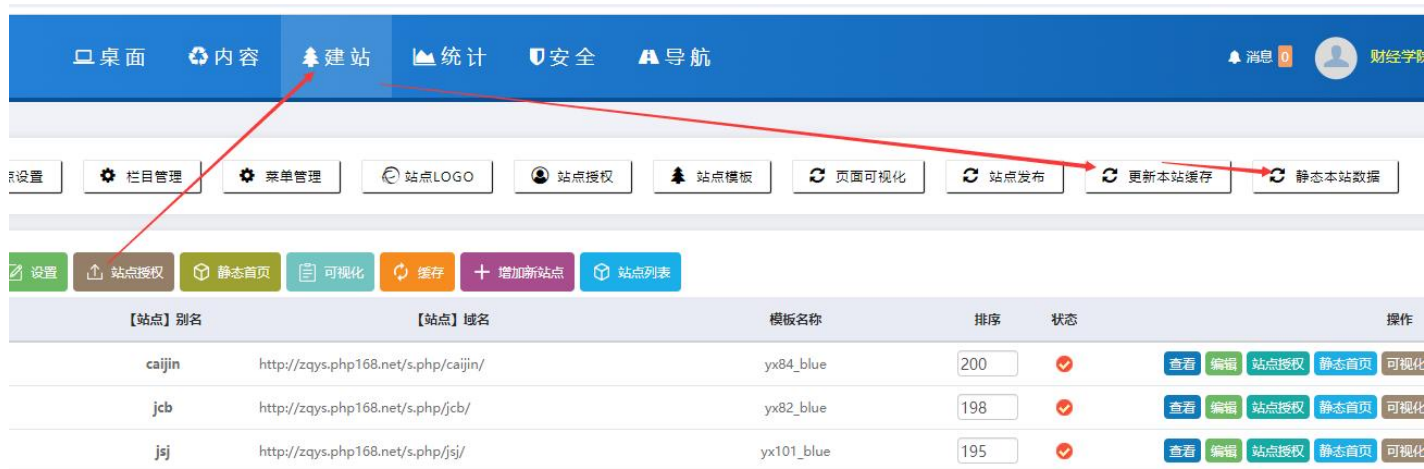 桌面 内容 建站 统计 安全 导航 消息 0 财经学院
点设置 栏目管理 菜单管理 站点LOGO 站点授权 站点模板 页面可视化 站点发布 更新本站缓存 静态本站数据
设置 站点授权 静态首页 可视化 缓存 增加新站点 站点列表
【站点】别名 【站点】域名 模板名称 排序 状态 操作
caijin http://zqys.php168.net/s.php/caijin/ yx84_blue 200 查看 编辑 站点授权 静态首页 可视化
jcb http://zqys.php168.net/s.php/jcb/ yx82_blue 198 查看 编辑 站点授权 静态首页 可视化
jsj http://zqys.php168.net/s.php/jsj/ yx101_blue 195 查看 编辑 站点授权 静态首页 可视化